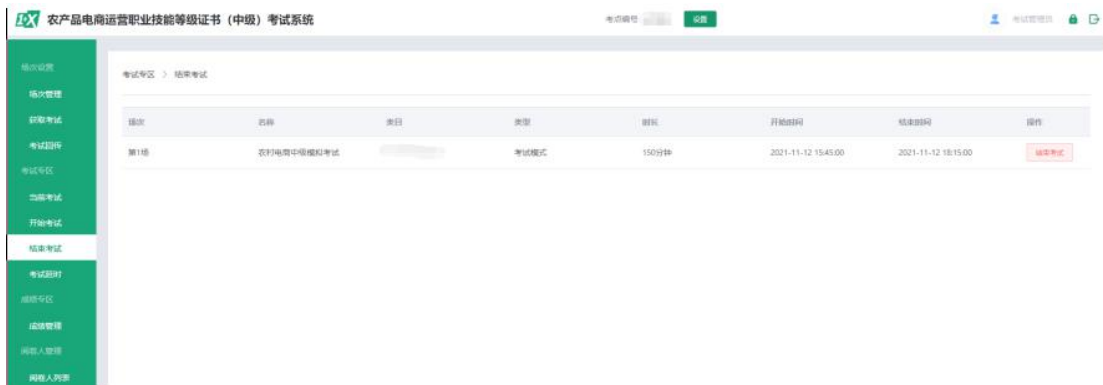 农产品电商运营职业技能等级证书（中级）考试系统
考点编号
设置
考试管理员
场次设置
场次管理
获取考试
考试回传
考试专区
当前考试
开始考试
结束考试
考试延时
成绩专区
成绩管理
阅卷人管理
阅卷人列表
考试专区 > 结束考试
场次 名称 类目 类型 时长 开始时间 结束时间 操作
第1场 农村电商中级模拟考试 考试模式 150分钟 2021-11-12 15:45:00 2021-11-12 18:15:00 结束考试